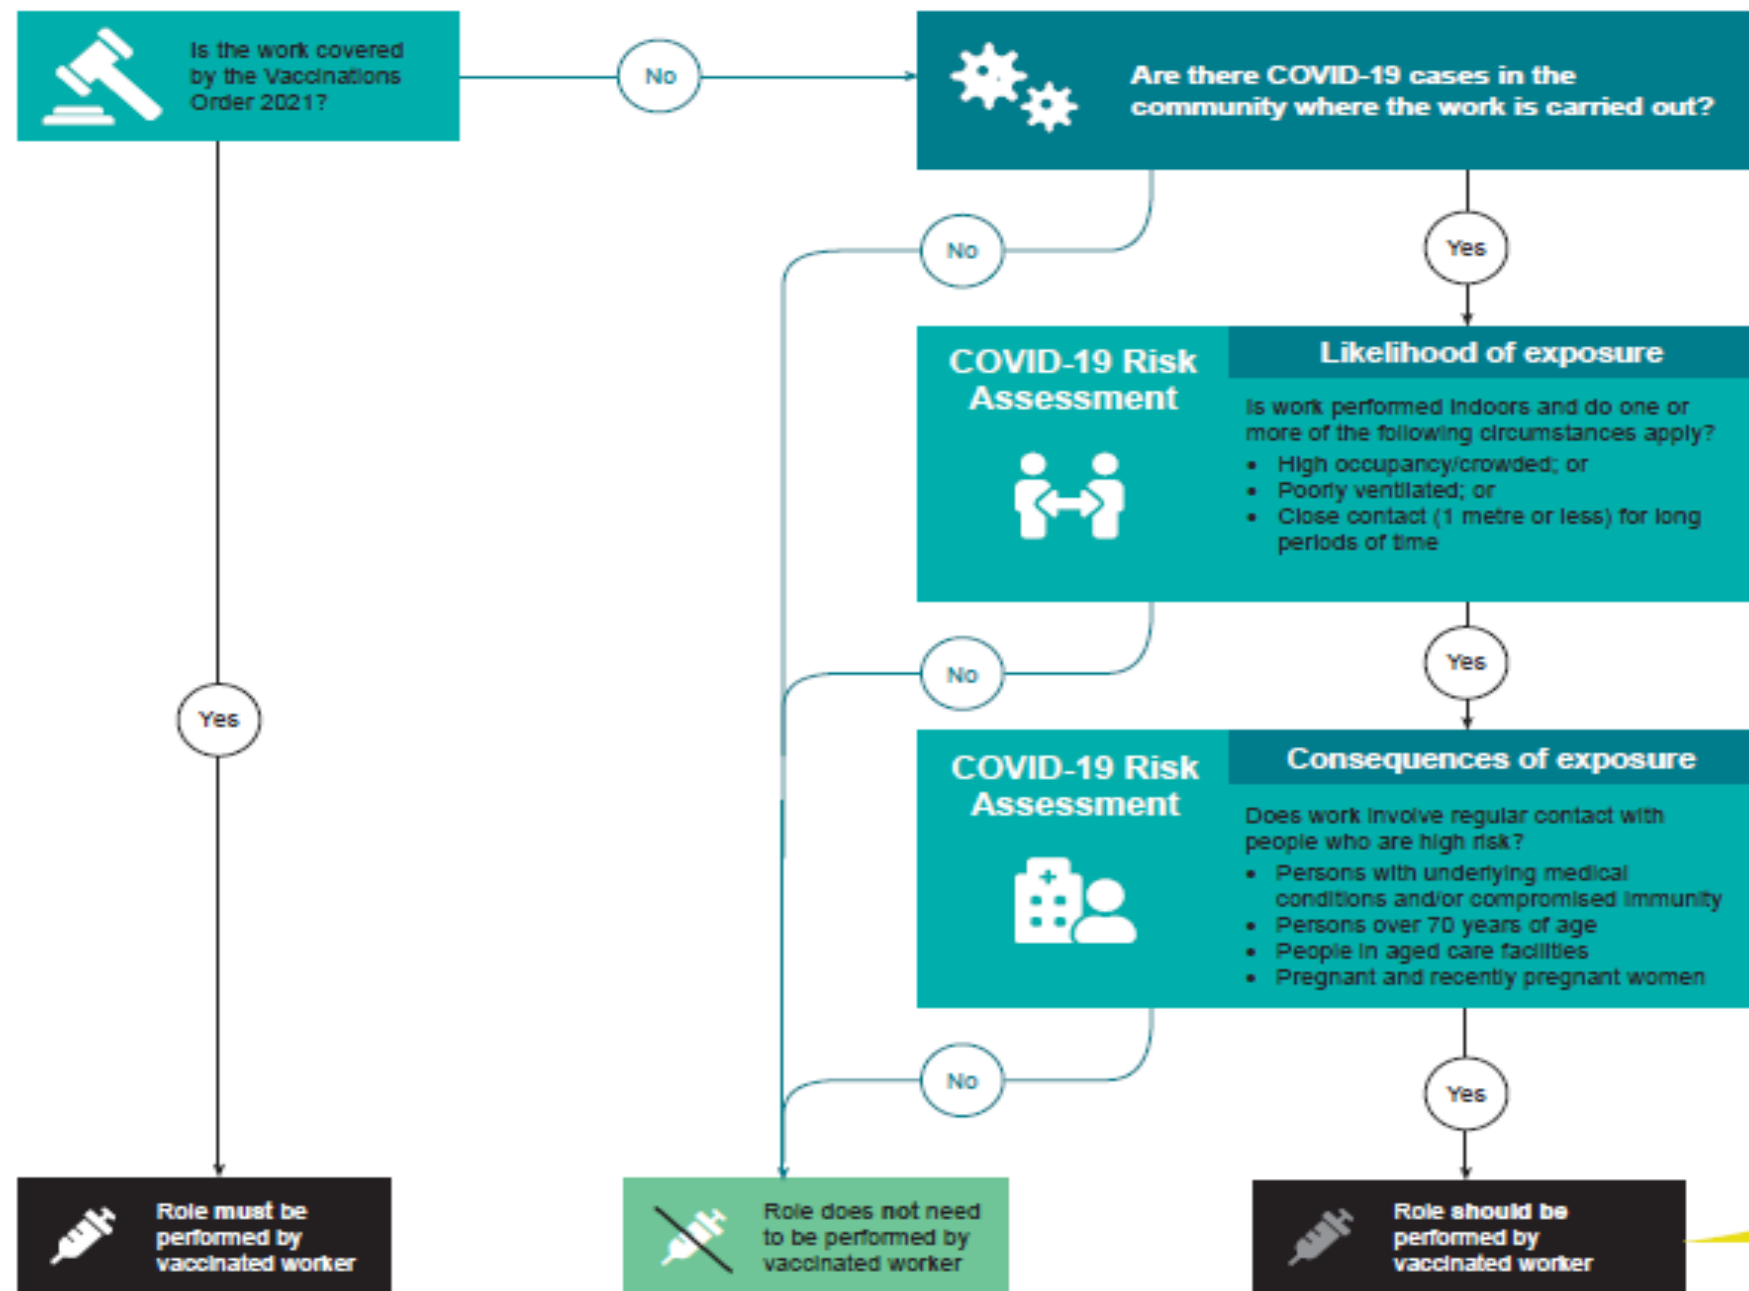 Is the work covered
by the Vaccinations
Order 2021?
No
Are there COVID-19 cases in the
community where the work is carried out?
No
Yes
COVID-19 Risk
Assessment
Likelihood of exposure
Is work performed indoors and do one or
more of the following circumstances apply?
• High occupancy/crowded; or
• Poorly ventilated; or
• Close contact (1 metre or less) for long
periods of time
No
Yes
Yes
COVID-19 Risk
Assessment
Consequences of exposure
Does work involve regular contact with
people who are high risk?
• Persons with underlying medical
conditions and/or compromised immunity
• Persons over 70 years of age
• People in aged care facilities
• Pregnant and recently pregnant women
No
Yes
Role must be
performed by
vaccinated worker
Role does not need
to be performed by
vaccinated worker
Role should be
performed by
vaccinated worker